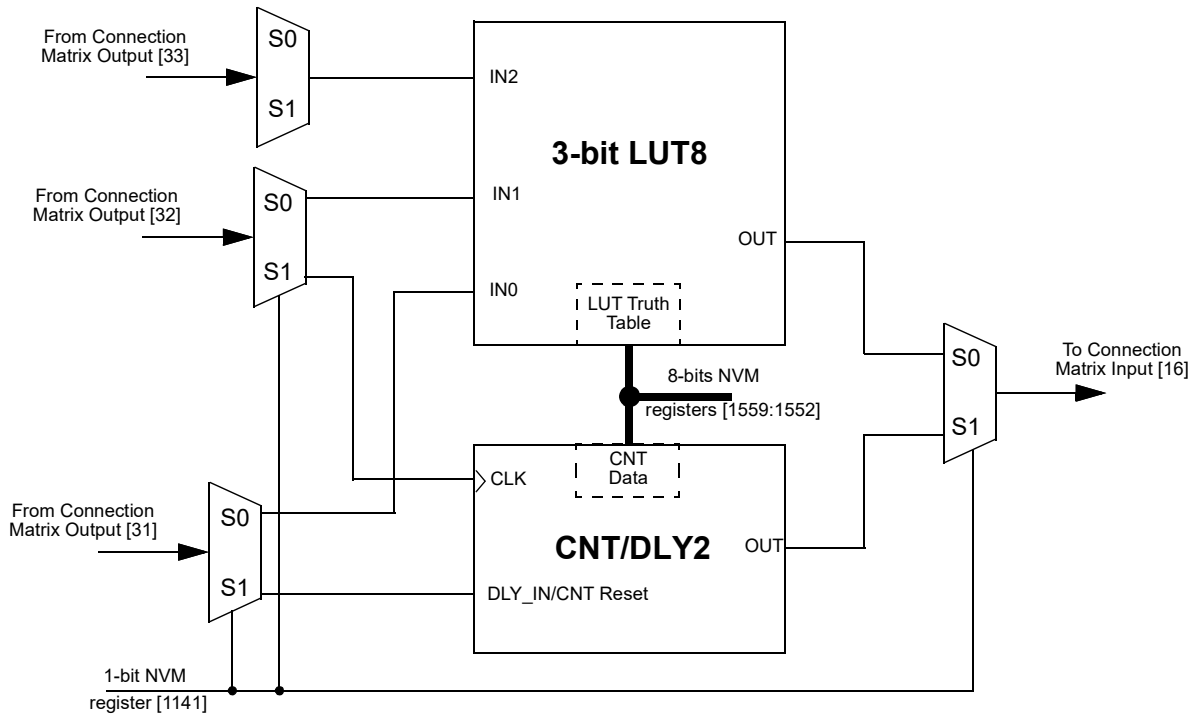 From Connection
Matrix Output [33]
S0
S1
IN2
3-bit LUT8
From Connection
Matrix Output [32]
S0
S1
IN1
OUT
IN0
LUT Truth
Table
8-bits NVM
registers [1559:1552]
S0
S1
To Connection
Matrix Input [16]
CNT
Data
CLK
From Connection
Matrix Output [31]
S0
S1
CNT/DLY2
OUT
DLY_IN/CNT Reset
1-bit NVM
register [1141]